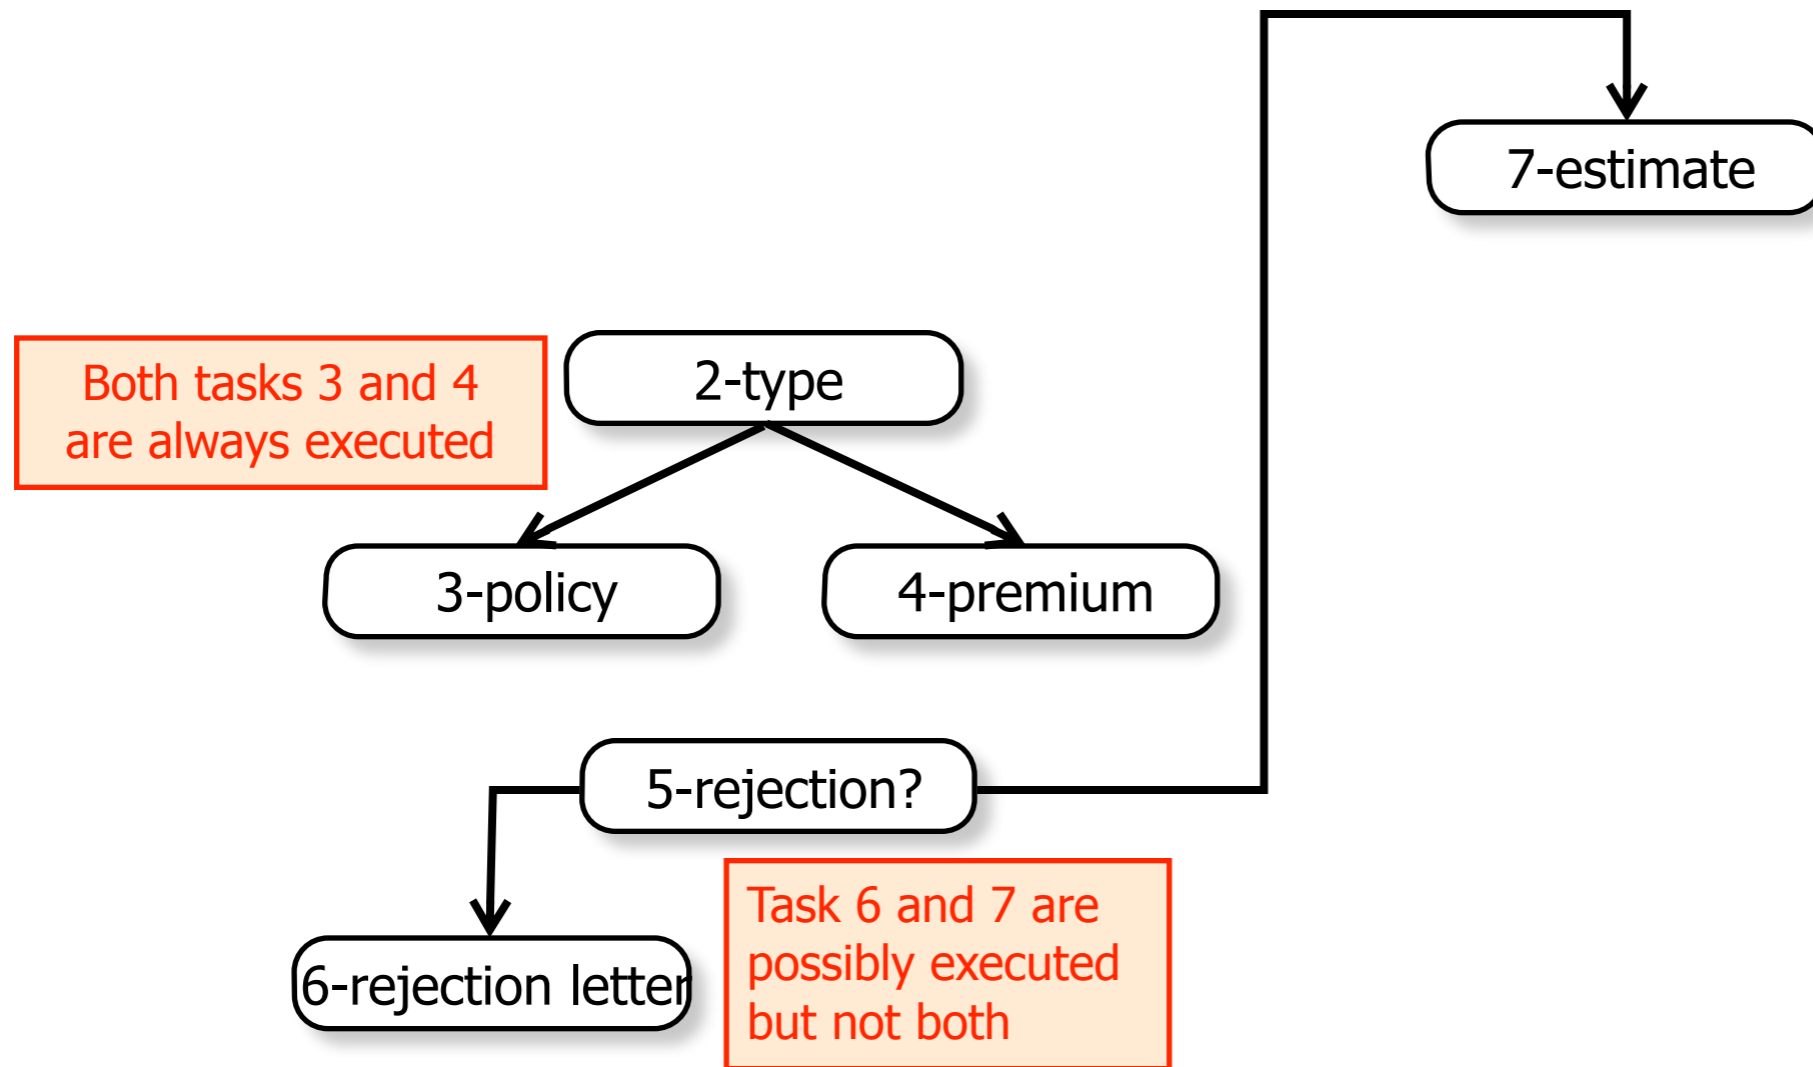 7-estimate
Both tasks 3 and 4
are always executed
2-type
3-policy
4-premium
5-rejection?
6-rejection letter
Task 6 and 7 are
possibly executed
but not both